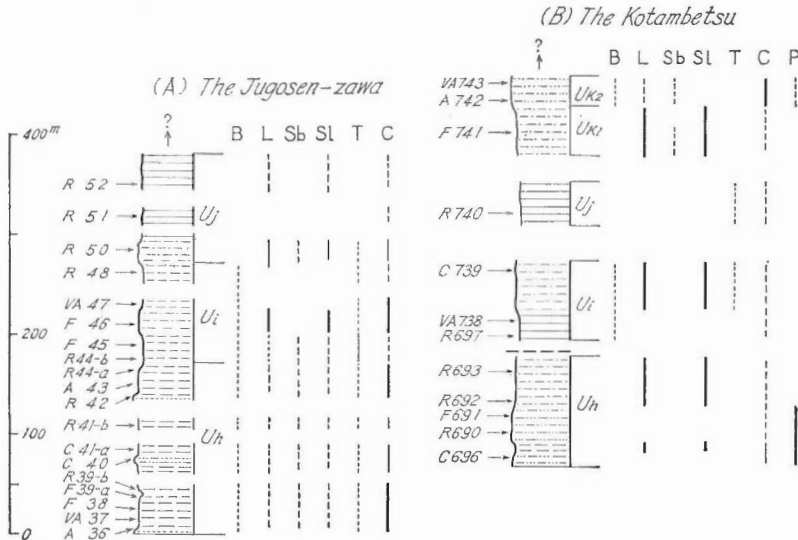 (A) The Jugosen-zawa
?
B L Sb Sl T C
400m
200
100
0
R 52
R 51
R 50
R 48
VA 47
F 46
F 45
R44-b
R44-a
A 43
R 42
R41-b
C 41-a
C 40
R39-b
F39-a
F 38
VA 37
A 36
Uj
Ui
Uh
(B) The Kotambetsu
?
B L Sb Sl T C P
VA743
A 742
F 741
R 740
C 739
VA738
R697
R693
R692
F691
R690
C696
UK2
UK1
Uj
Ui
Uh